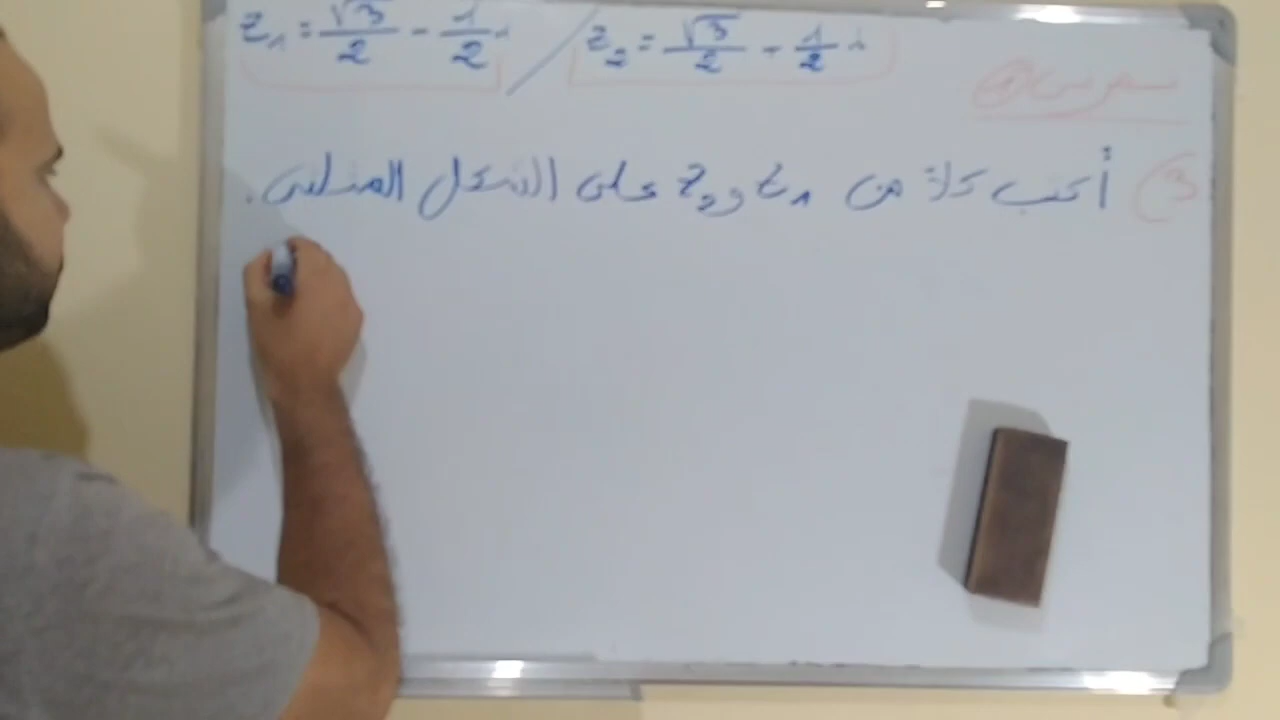 z₁ = √3/2 - 1/2 i / z₂ = √3/2 + 1/2 i
تمرين
3) أكتب كلاً من z₁ و z₂ على الشكل المثلثي.